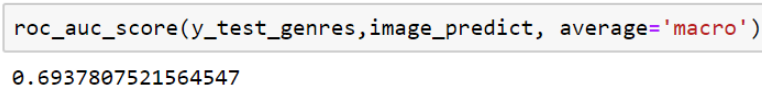 roc_auc_score(y_test_genres,image_predict, average='macro')
0.6937807521564547